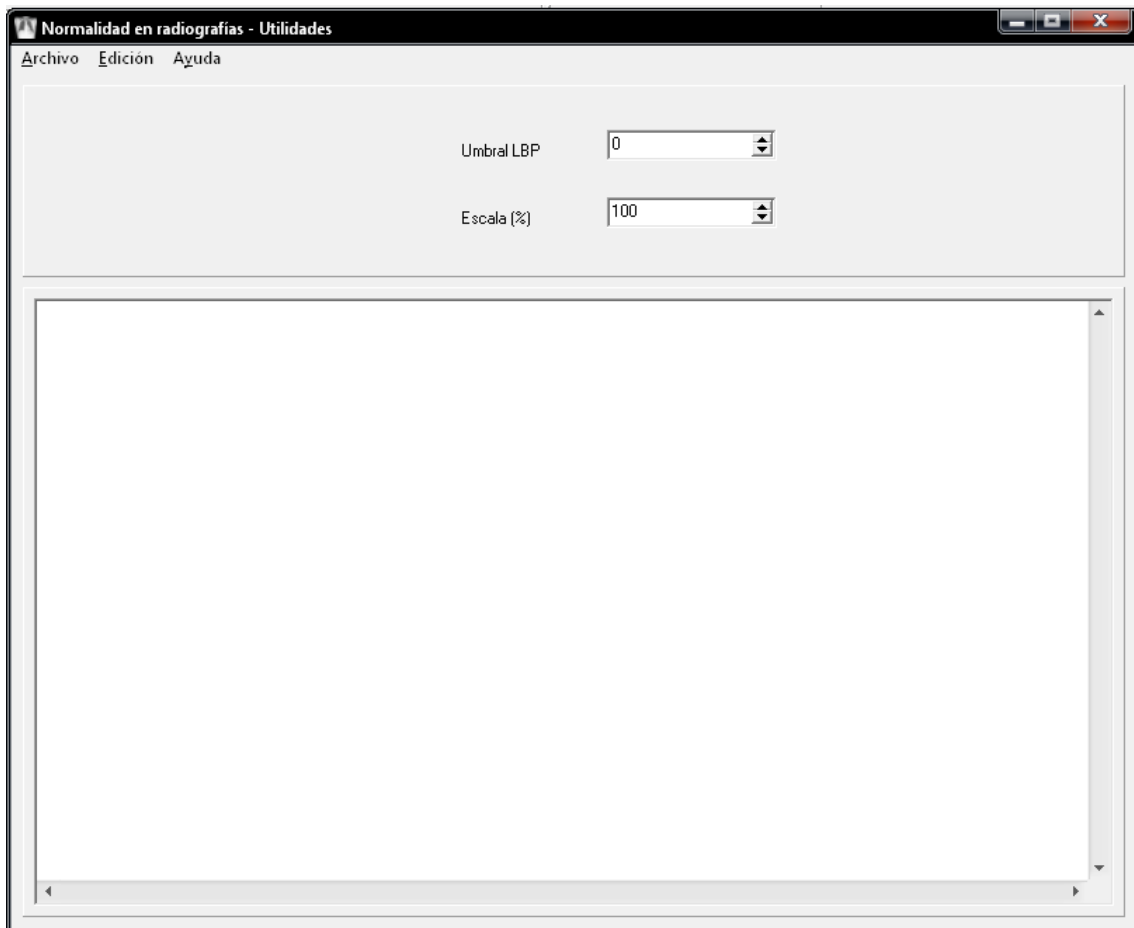 Normalidad en radiografías - Utilidades
Archivo Edición Ayuda
Umbral LBP 0
Escala (%) 100